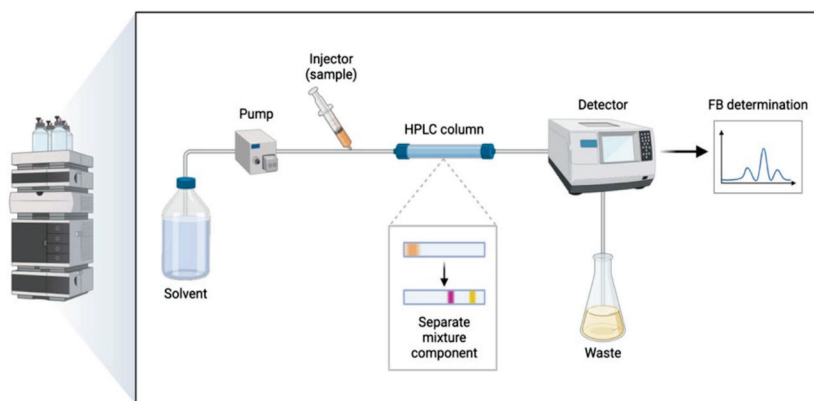 Injector
(sample)
Pump
HPLC column
Detector
FB determination
Solvent
Separate
mixture
component
Waste